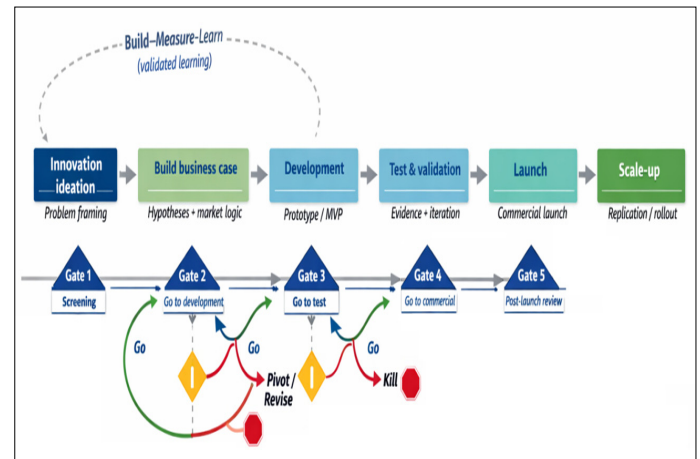 Build–Measure–Learn
(validated learning)
Innovation
ideation
Build business case
Development
Test & validation
Launch
Scale-up
Problem framing
Hypotheses + market logic
Prototype / MVP
Evidence + iteration
Commercial launch
Replication / rollout
Gate 1
Gate 2
Gate 3
Gate 4
Gate 5
Screening
Go to development
Go to test
Go to commercial
Post-launch review
Go
Go
Go
Pivot /
Revise
Kill